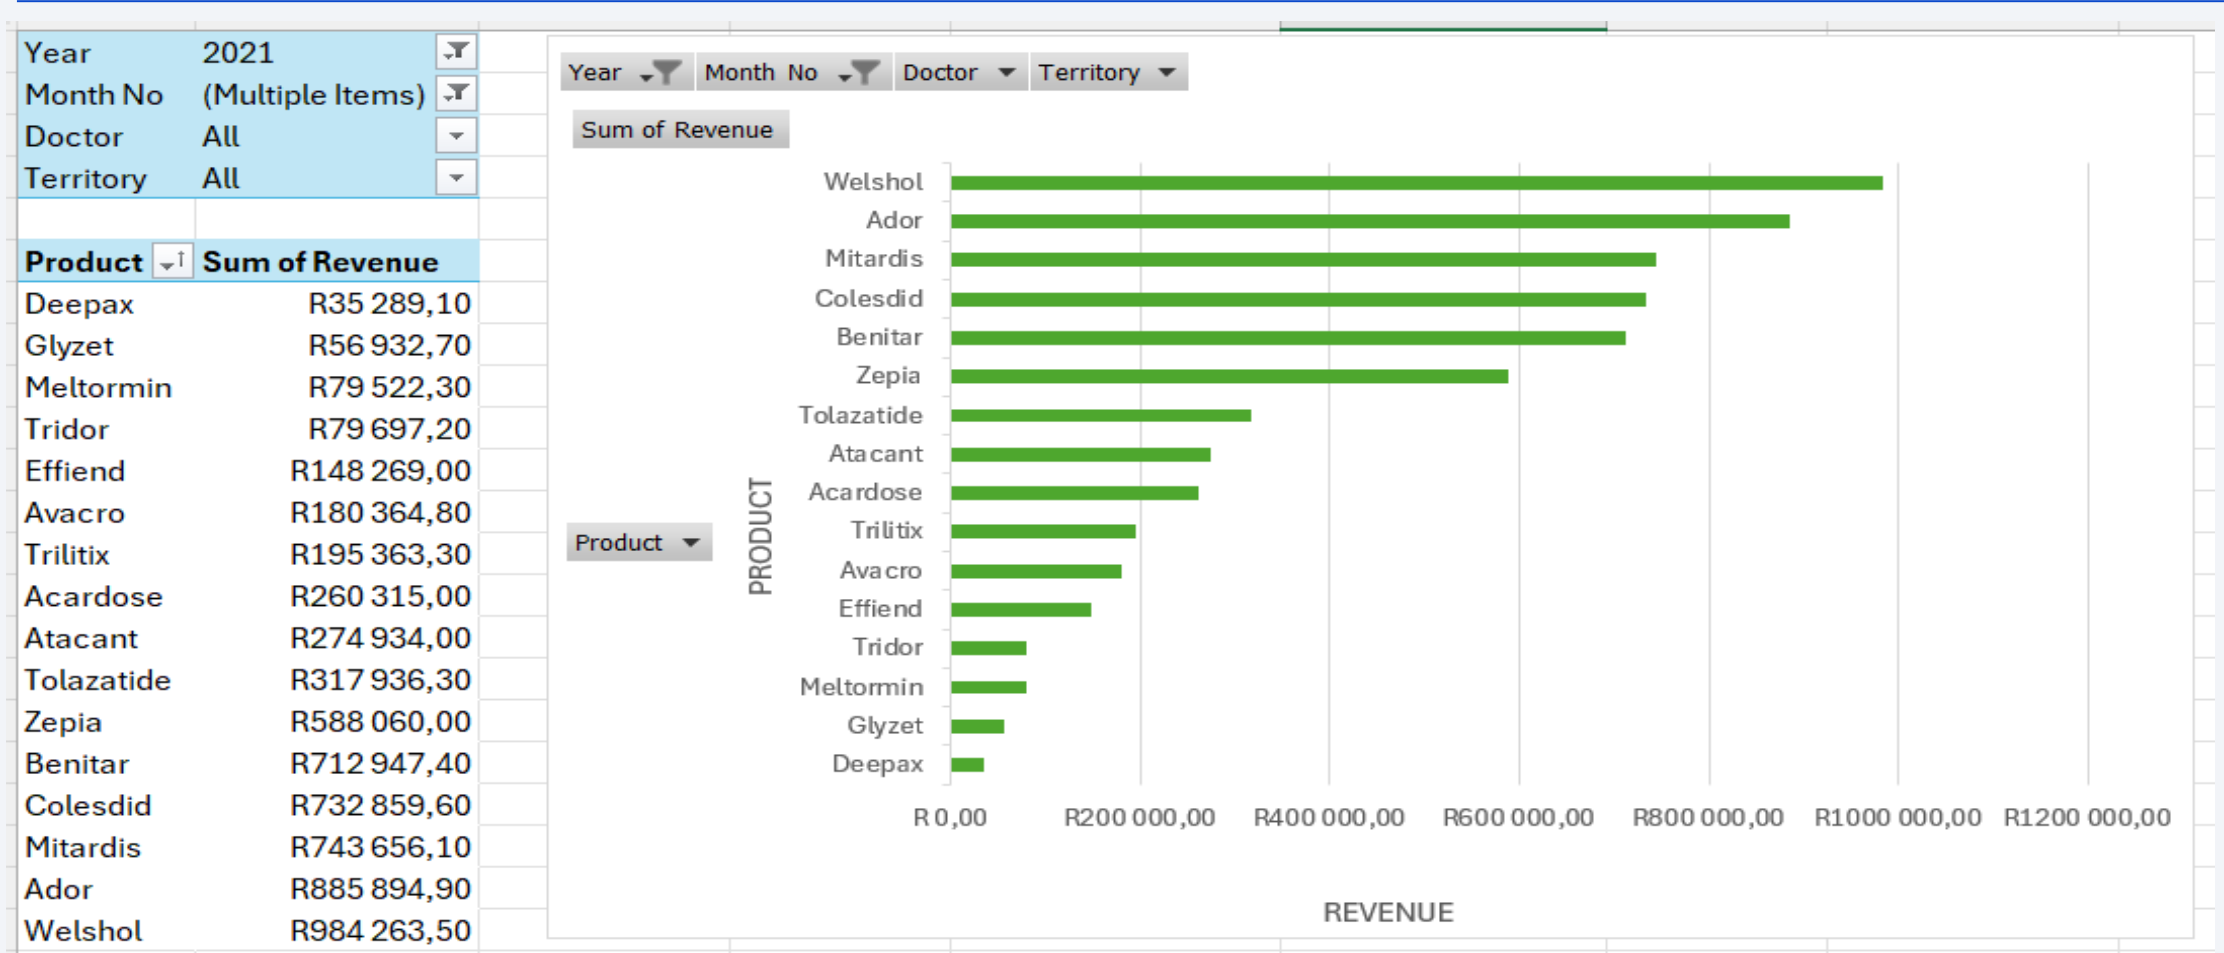 Year 2021
Month No (Multiple Items)
Doctor All
Territory All
Product Sum of Revenue
Deepax R35 289,10
Glyzet R56 932,70
Meltormin R79 522,30
Tridor R79 697,20
Effiend R148 269,00
Avacro R180 364,80
Trilitix R195 363,30
Acardose R260 315,00
Atacant R274 934,00
Tolazatide R317 936,30
Zepia R588 060,00
Benitar R712 947,40
Colesdid R732 859,60
Mitardis R743 656,10
Ador R885 894,90
Welshol R984 263,50
Year Month No Doctor Territory
Sum of Revenue
Welshol
Ador
Mitardis
Colesdid
Benitar
Zepia
Tolazatide
Atacant
Acardose
Trilitix
Avacro
Effiend
Tridor
Meltormin
Glyzet
Deepax
Product
PRODUCT
R 0,00 R200 000,00 R400 000,00 R600 000,00 R800 000,00 R1000 000,00 R1200 000,00
REVENUE